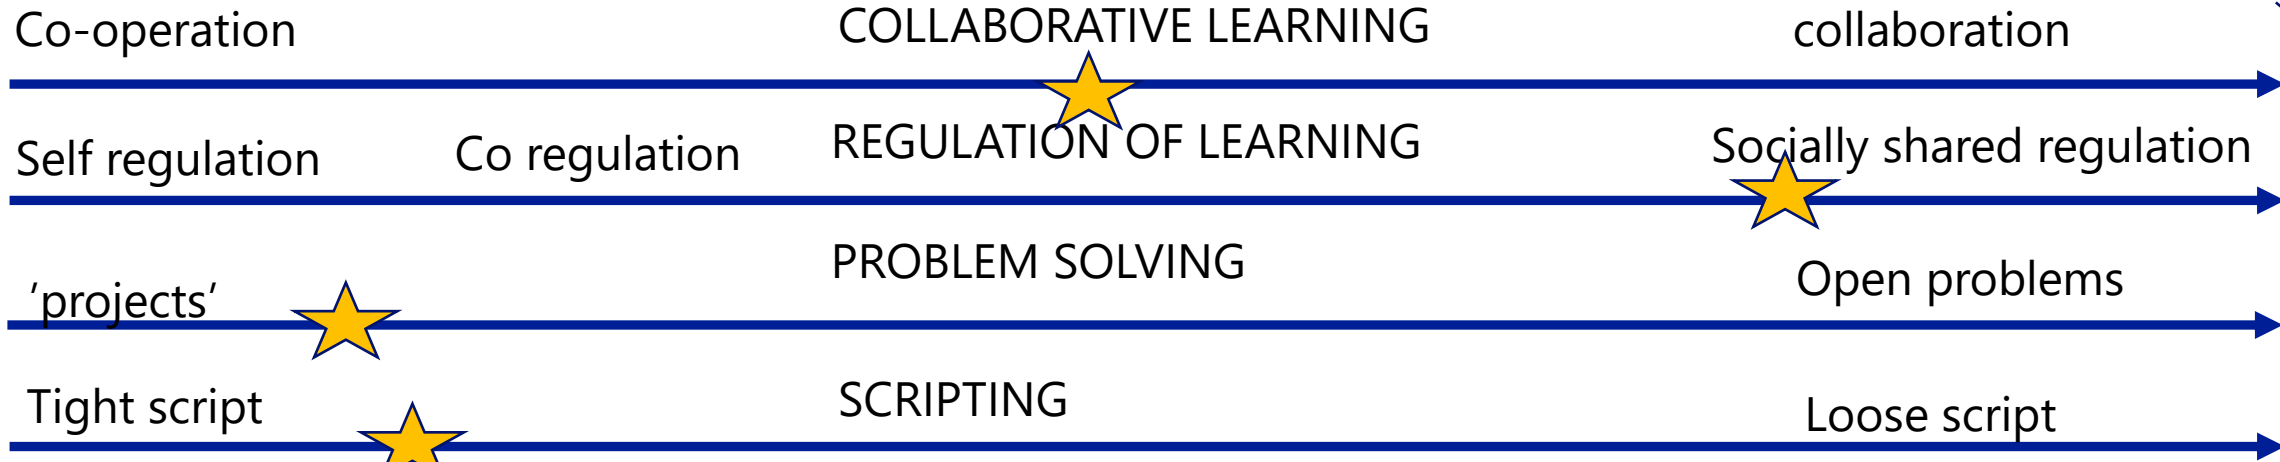 Co-operation COLLABORATIVE LEARNING collaboration
Self regulation Co regulation REGULATION OF LEARNING Socially shared regulation
‘projects’ PROBLEM SOLVING Open problems
Tight script SCRIPTING Loose script